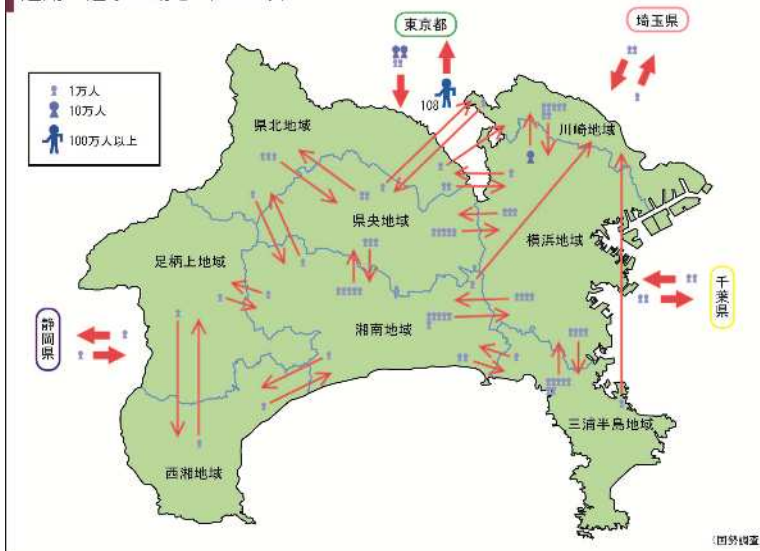 東京都
埼玉県
1万人
10万人
100万人以上
108
県北地域
川崎地域
県央地域
横浜地域
足柄上地域
千葉県
静岡県
湘南地域
三浦半島地域
西湘地域
（国勢調査